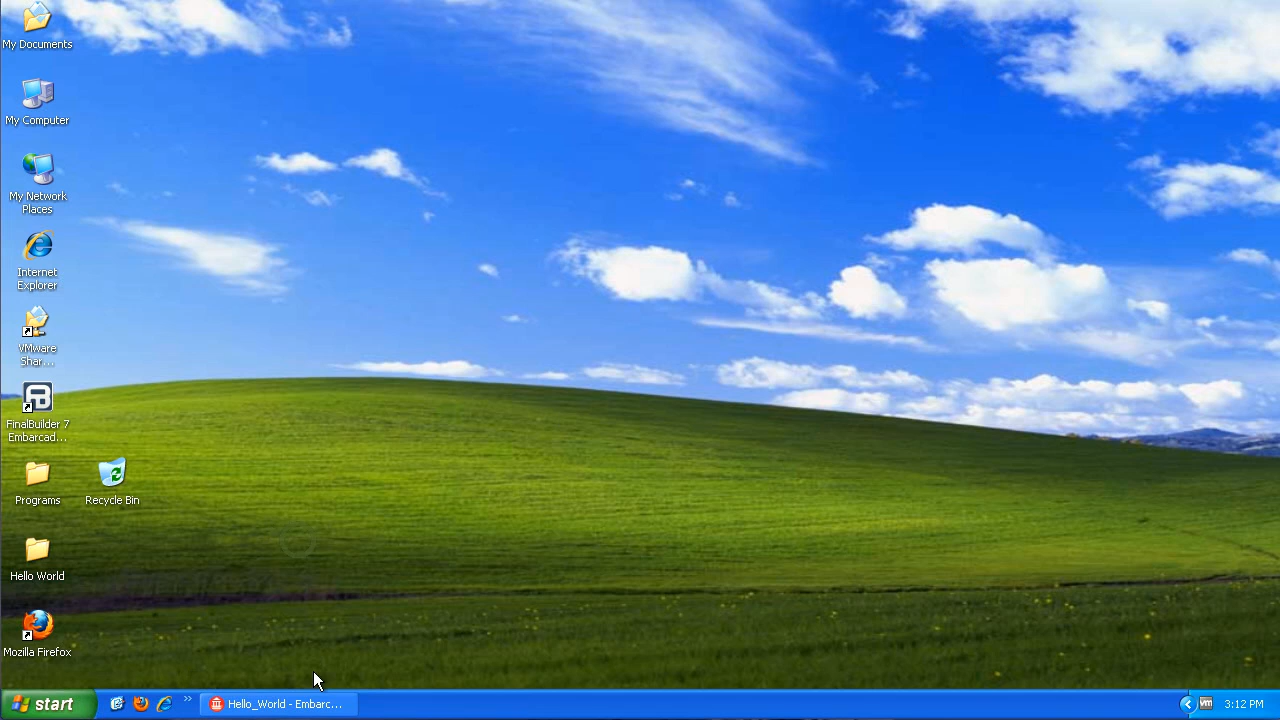 My Documents
My Computer
My Network
Places
Internet
Explorer
VMware
Shar...
FinalBuilder 7
Embarcad...
Programs
Recycle Bin
Hello World
Mozilla Firefox
start
Hello_World - Embarc...
vm
3:12 PM